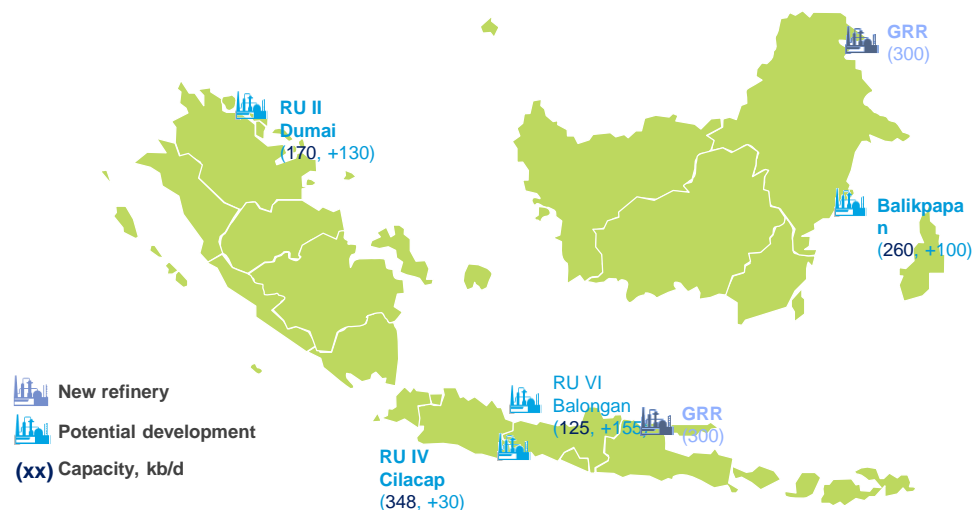 GRR
(300)
RU II
Dumai
(170, +130)
Balikpapa
n
(260, +100)
New refinery
Potential development
(xx) Capacity, kb/d
RU VI
Balongan
(125, +155)
GRR
(300)
RU IV
Cilacap
(348, +30)